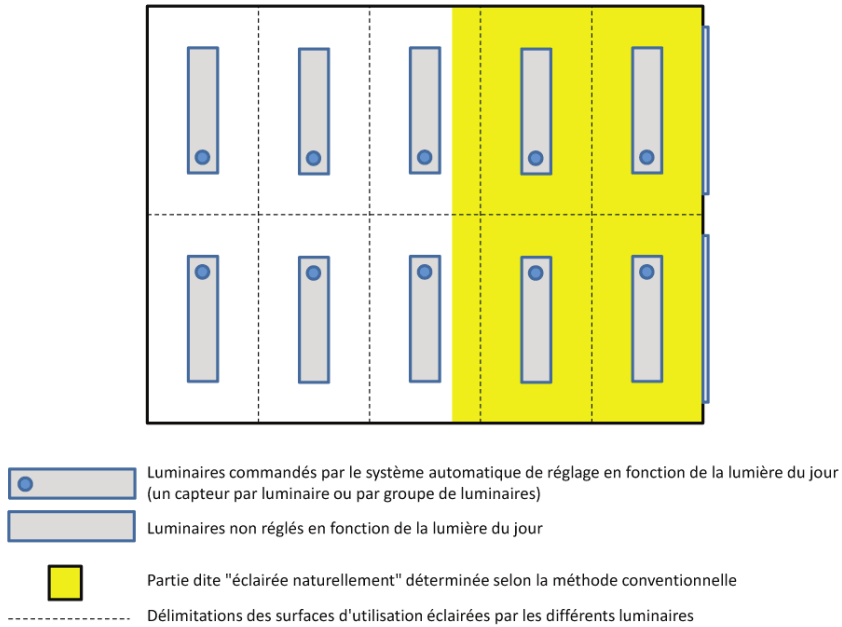 Luminaires commandés par le système automatique de réglage en fonction de la lumière du jour
(un capteur par luminaire ou par groupe de luminaires)
Luminaires non réglés en fonction de la lumière du jour
Partie dite "éclairée naturellement" déterminée selon la méthode conventionnelle
Délimitations des surfaces d'utilisation éclairées par les différents luminaires